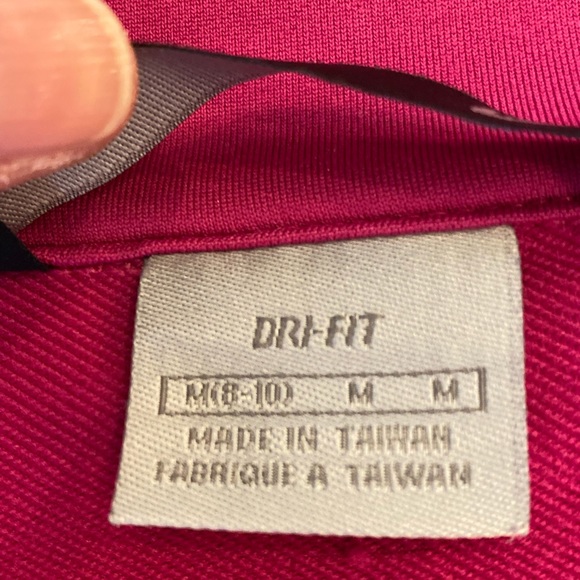 DRI-FIT
M(8-10) M M
MADE IN TAIWAN
FABRIQUE A TAIWAN